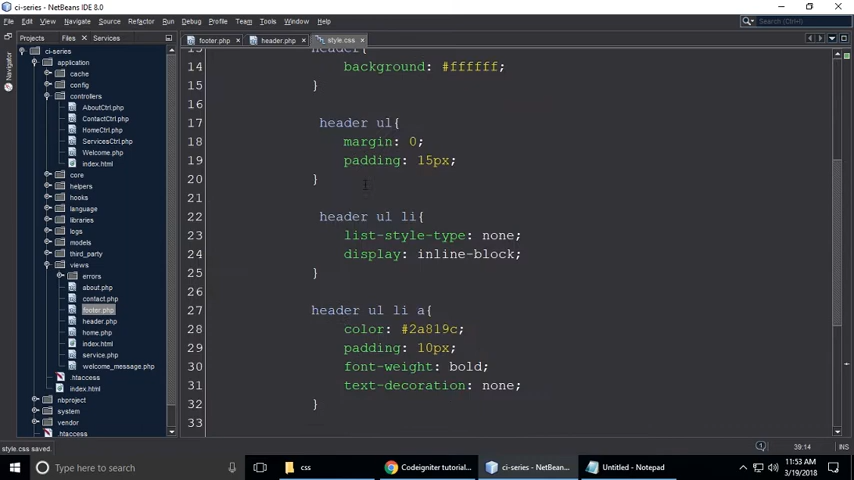 ci-series - NetBeans IDE 8.0
File Edit View Navigate Source Refactor Run Debug Profile Team Tools Window Help
Search (Ctrl+I)
Projects Files Services
footer.php header.php style.css
Navigator
ci-series
application
cache
config
controllers
AboutCtrl.php
ContactCtrl.php
HomeCtrl.php
ServicesCtrl.php
Welcome.php
index.html
core
helpers
hooks
language
libraries
logs
models
third_party
views
errors
about.php
contact.php
footer.php
header.php
home.php
index.html
service.php
welcome_message.php
.htaccess
index.html
nbproject
system
vendor
.htaccess
13 header{
14 background: #ffffff;
15 }
16
17 header ul{
18 margin: 0;
19 padding: 15px;
20 }
21
22 header ul li{
23 list-style-type: none;
24 display: inline-block;
25 }
26
27 header ul li a{
28 color: #2a819c;
29 padding: 10px;
30 font-weight: bold;
31 text-decoration: none;
32 }
33
style.css saved.
1
39:14 INS
Type here to search
css
Codeigniter tutorial...
ci-series - NetBean...
Untitled - Notepad
11:53 AM
3/19/2018